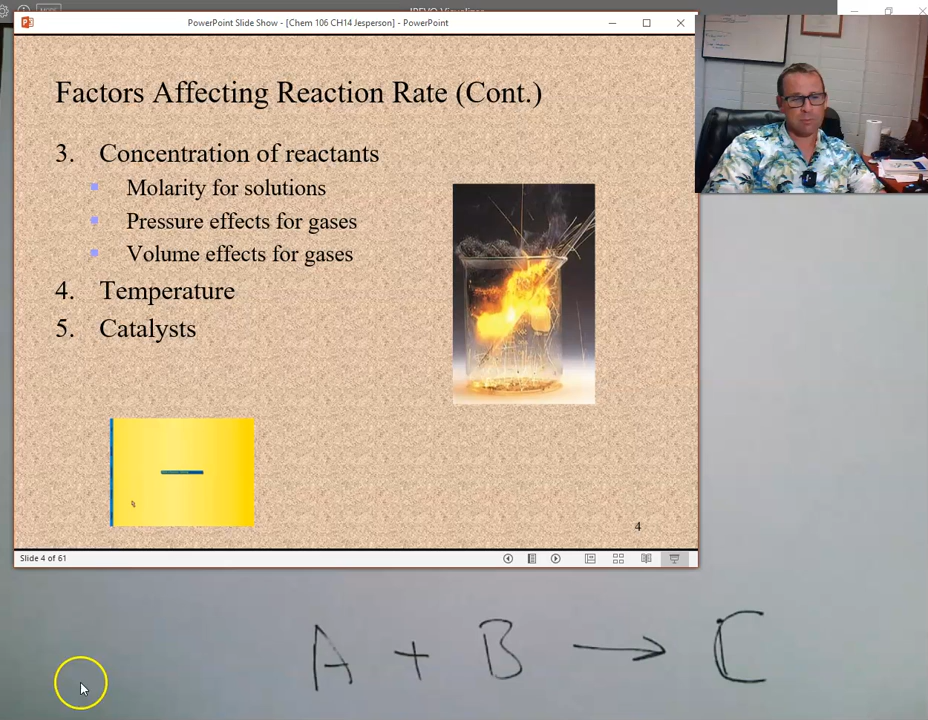 PowerPoint Slide Show - [Chem 106 CH14 Jesperson] - PowerPoint
Factors Affecting Reaction Rate (Cont.)
3. Concentration of reactants
Molarity for solutions
Pressure effects for gases
Volume effects for gases
4. Temperature
5. Catalysts
4
Slide 4 of 61
A + B → C